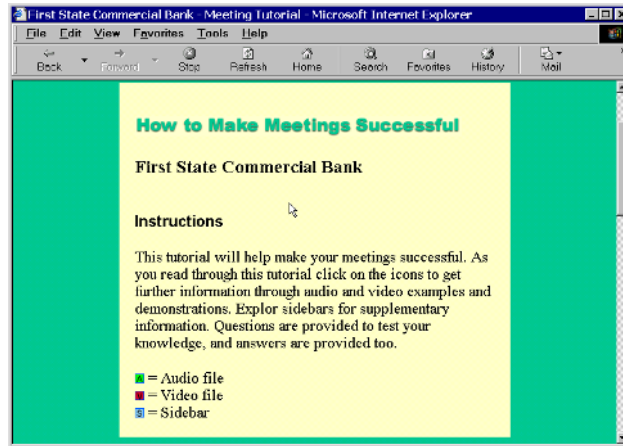 First State Commercial Bank - Meeting Tutorial - Microsoft Internet Explorer
File Edit View Favorites Tools Help
Back Forward Stop Refresh Home Search Favorites History Mail
How to Make Meetings Successful
First State Commercial Bank
Instructions
This tutorial will help make your meetings successful. As
you read through this tutorial click on the icons to get
further information through audio and video examples and
demonstrations. Explor sidebars for supplementary
information. Questions are provided to test your
knowledge, and answers are provided too.
A = Audio file
V = Video file
S = Sidebar